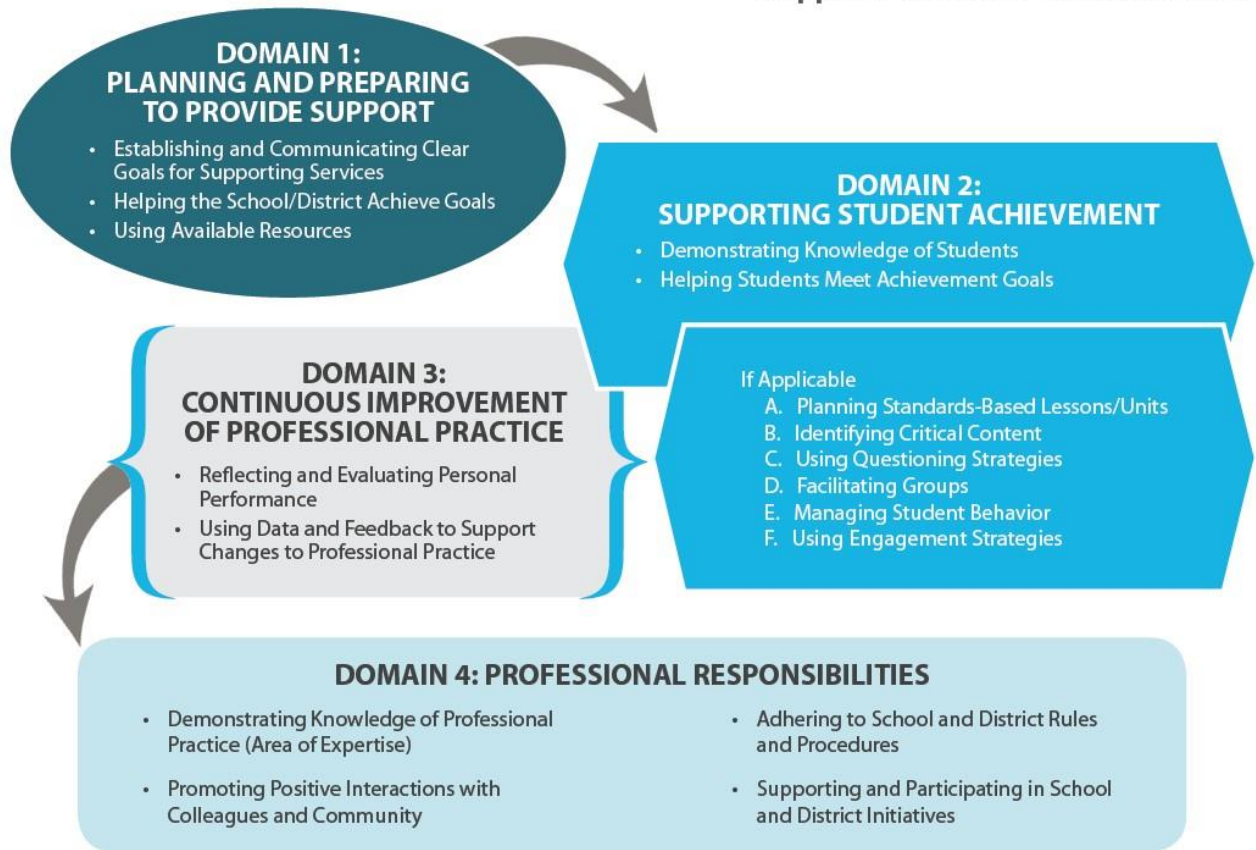 DOMAIN 1:
PLANNING AND PREPARING
TO PROVIDE SUPPORT
• Establishing and Communicating Clear
Goals for Supporting Services
• Helping the School/District Achieve Goals
• Using Available Resources
DOMAIN 2:
SUPPORTING STUDENT ACHIEVEMENT
• Demonstrating Knowledge of Students
• Helping Students Meet Achievement Goals
If Applicable
A. Planning Standards-Based Lessons/Units
B. Identifying Critical Content
C. Using Questioning Strategies
D. Facilitating Groups
E. Managing Student Behavior
F. Using Engagement Strategies
DOMAIN 3:
CONTINUOUS IMPROVEMENT
OF PROFESSIONAL PRACTICE
• Reflecting and Evaluating Personal
Performance
• Using Data and Feedback to Support
Changes to Professional Practice
DOMAIN 4: PROFESSIONAL RESPONSIBILITIES
• Demonstrating Knowledge of Professional
Practice (Area of Expertise)
• Promoting Positive Interactions with
Colleagues and Community
• Adhering to School and District Rules
and Procedures
• Supporting and Participating in School
and District Initiatives